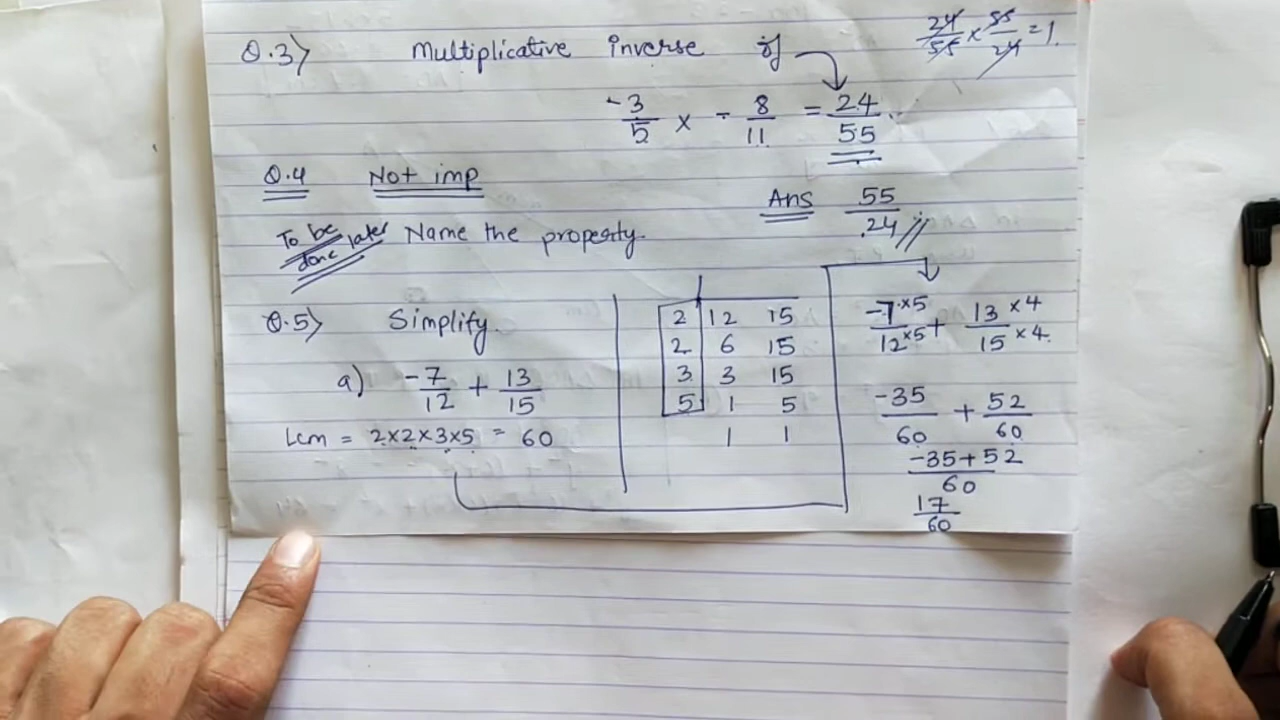 Q.3) Multiplicative inverse of
24/55 × 55/24 = 1.
-3/5 × - 8/11 = 24/55.
Q.4 Not imp
Ans 55/24
To be done later Name the property.
Q.5) Simplify.
a) -7/12 + 13/15
Lcm = 2×2×3×5 = 60
2 12 15
2 6 15
3 3 15
5 1 5
1 1
-7×5/12×5 + 13×4/15×4
-35/60 + 52/60
-35+52/60
17/60